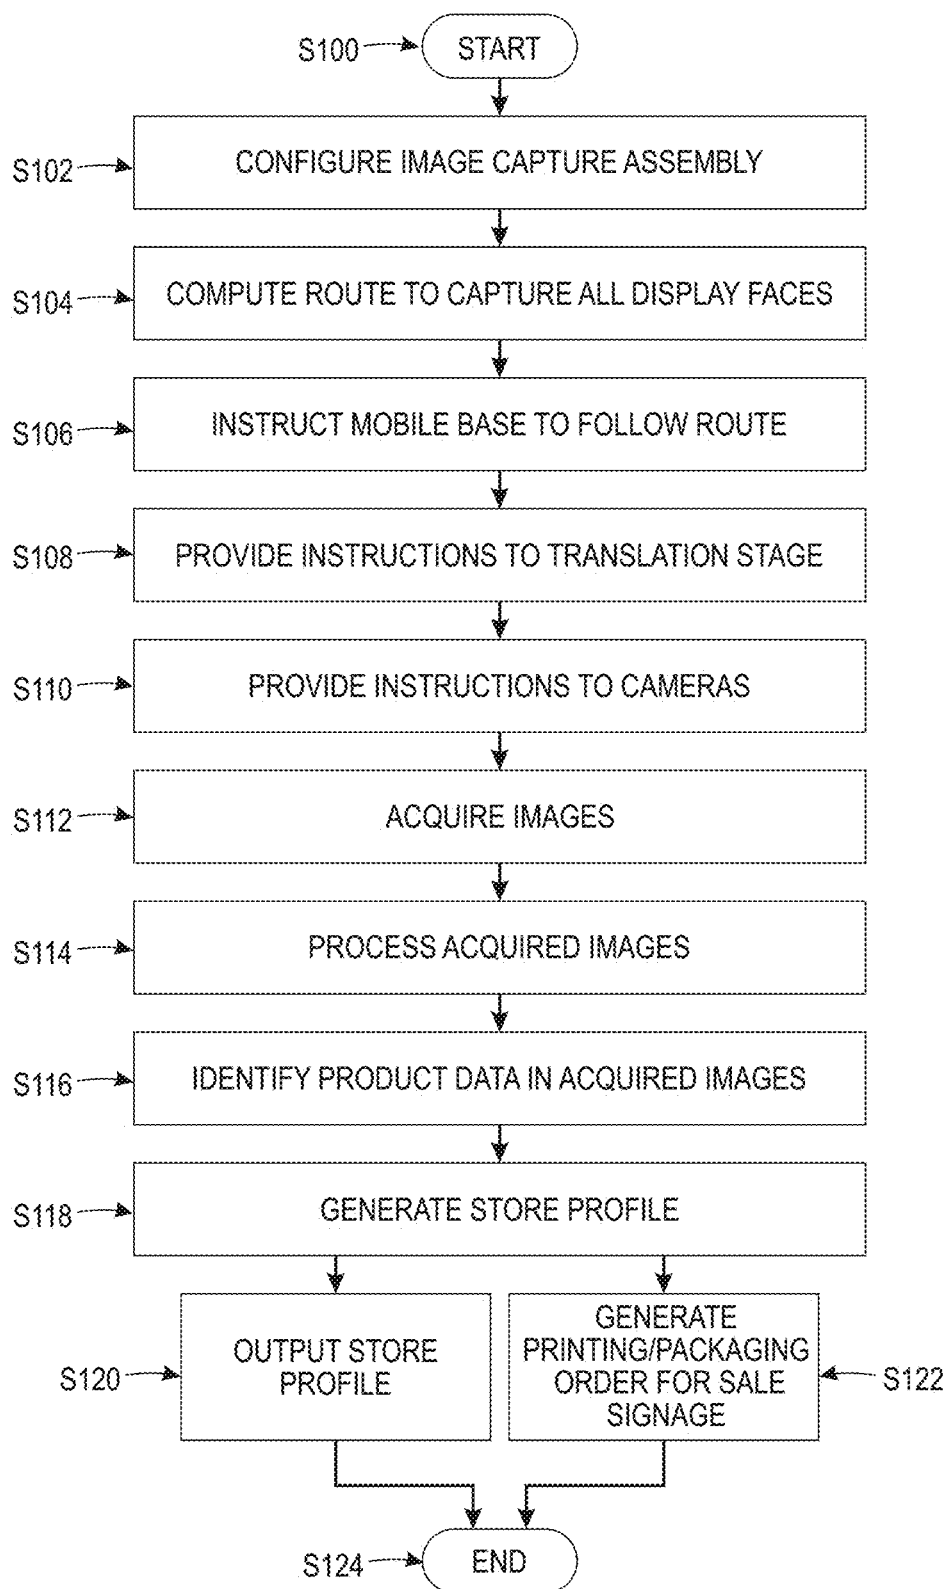 S100
START
S102
CONFIGURE IMAGE CAPTURE ASSEMBLY
S104
COMPUTE ROUTE TO CAPTURE ALL DISPLAY FACES
S106
INSTRUCT MOBILE BASE TO FOLLOW ROUTE
S108
PROVIDE INSTRUCTIONS TO TRANSLATION STAGE
S110
PROVIDE INSTRUCTIONS TO CAMERAS
S112
ACQUIRE IMAGES
S114
PROCESS ACQUIRED IMAGES
S116
IDENTIFY PRODUCT DATA IN ACQUIRED IMAGES
S118
GENERATE STORE PROFILE
S120
OUTPUT STORE
PROFILE
GENERATE
PRINTING/PACKAGING
ORDER FOR SALE
SIGNAGE
S122
S124
END